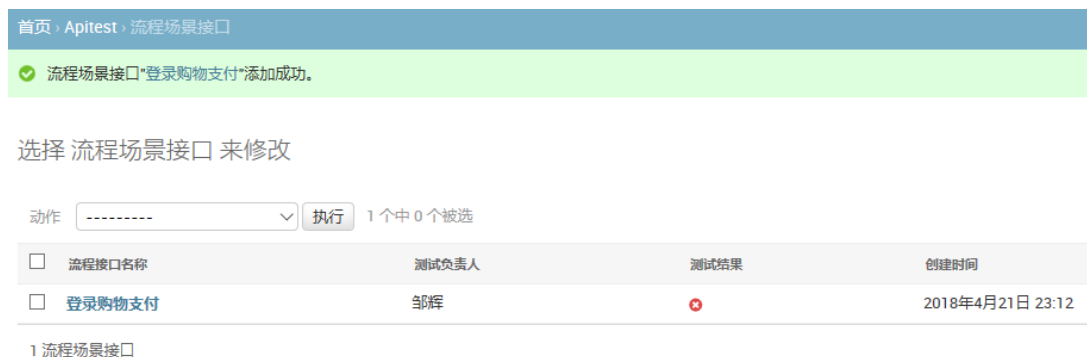 首页 › Apitest › 流程场景接口
流程场景接口"登录购物支付"添加成功。
选择 流程场景接口 来修改
动作 --------- 执行 1 个中 0 个被选
流程接口名称 测试负责人 测试结果 创建时间
登录购物支付 邹辉 2018年4月21日 23:12
1 流程场景接口